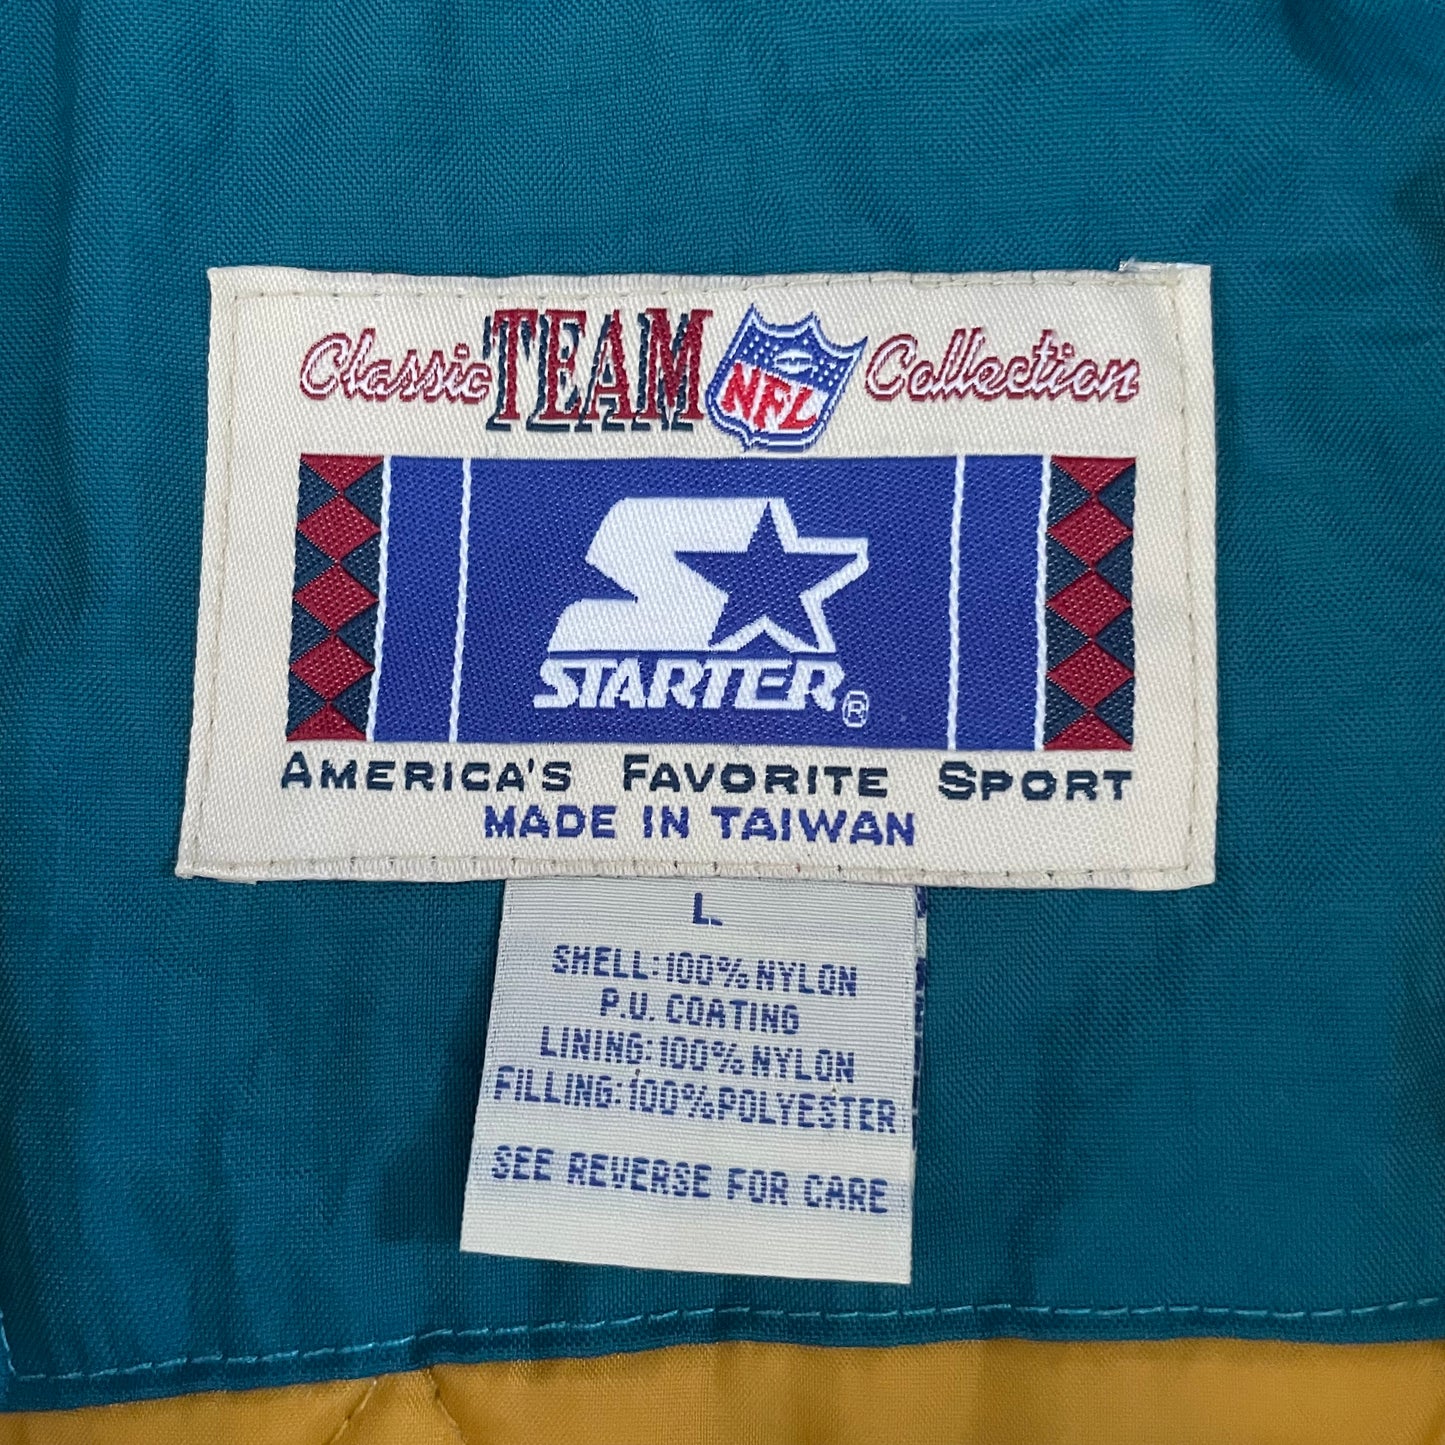 Classic TEAM NFL Collection
STARTER®
AMERICA'S FAVORITE SPORT
MADE IN TAIWAN
L
SHELL: 100% NYLON
P.U. COATING
LINING: 100% NYLON
FILLING: 100% POLYESTER
SEE REVERSE FOR CARE